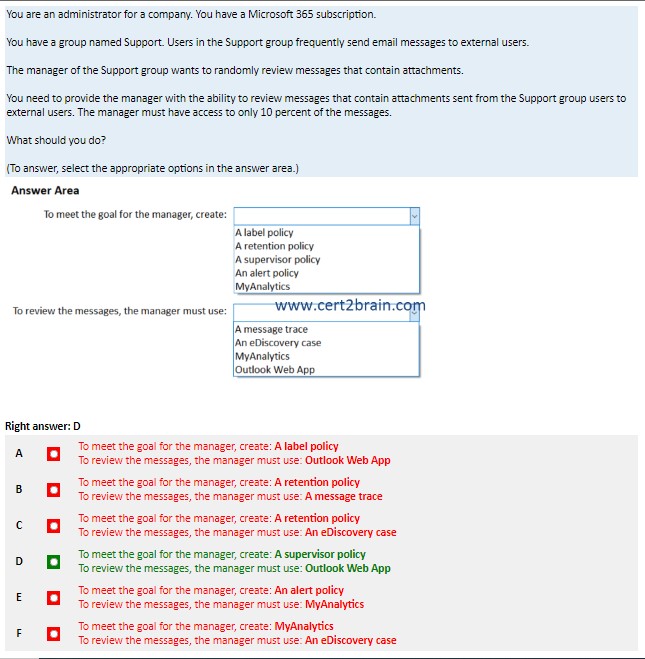 You are an administrator for a company. You have a Microsoft 365 subscription.
You have a group named Support. Users in the Support group frequently send email messages to external users.
The manager of the Support group wants to randomly review messages that contain attachments.
You need to provide the manager with the ability to review messages that contain attachments sent from the Support group users to
external users. The manager must have access to only 10 percent of the messages.
What should you do?
(To answer, select the appropriate options in the answer area.)
Answer Area
To meet the goal for the manager, create:
A label policy
A retention policy
A supervisor policy
An alert policy
MyAnalytics
www.cert2brain.com
To review the messages, the manager must use:
A message trace
An eDiscovery case
MyAnalytics
Outlook Web App
Right answer: D
A
To meet the goal for the manager, create: A label policy
To review the messages, the manager must use: Outlook Web App
B
To meet the goal for the manager, create: A retention policy
To review the messages, the manager must use: A message trace
C
To meet the goal for the manager, create: A retention policy
To review the messages, the manager must use: An eDiscovery case
D
To meet the goal for the manager, create: A supervisor policy
To review the messages, the manager must use: Outlook Web App
E
To meet the goal for the manager, create: An alert policy
To review the messages, the manager must use: MyAnalytics
F
To meet the goal for the manager, create: MyAnalytics
To review the messages, the manager must use: An eDiscovery case